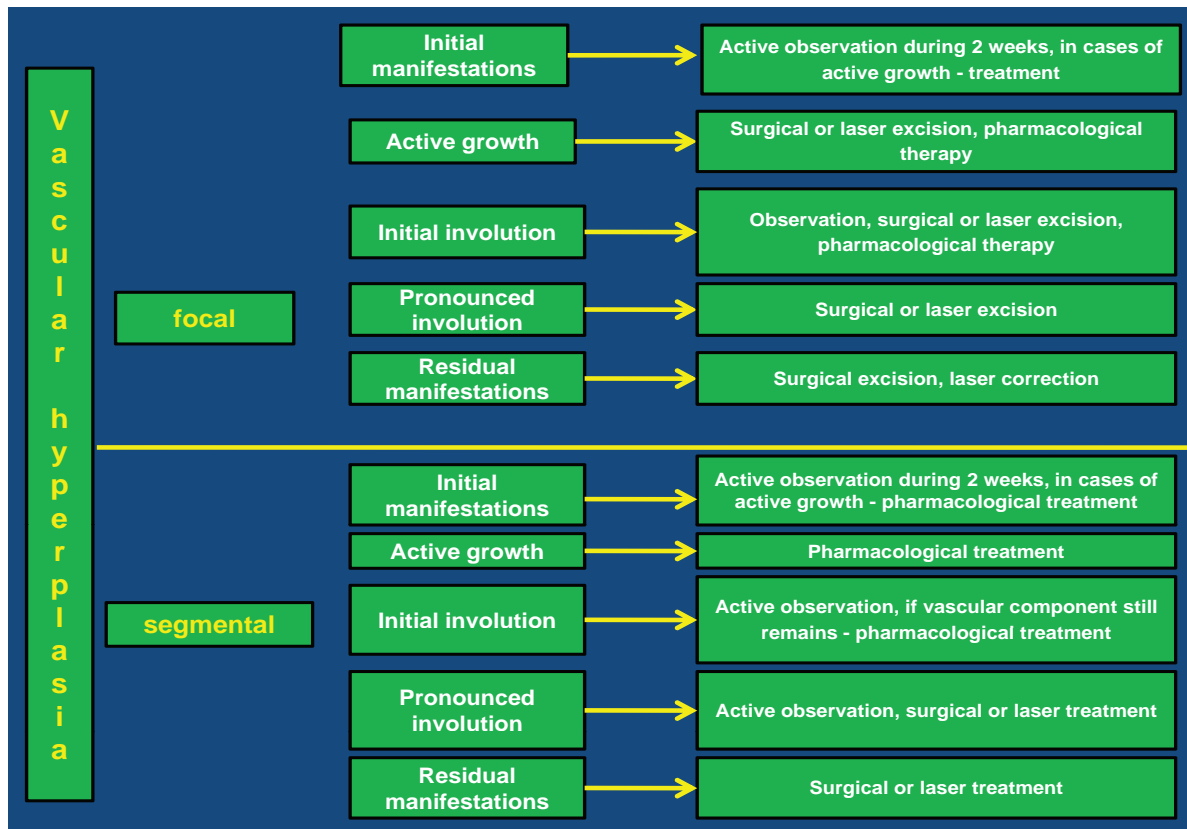 Vascular hyperplasia
focal
Initial
manifestations
Active observation during 2 weeks, in cases of
active growth - treatment
Active growth
Surgical or laser excision, pharmacological
therapy
Initial involution
Observation, surgical or laser excision,
pharmacological therapy
Pronounced
involution
Surgical or laser excision
Residual
manifestations
Surgical excision, laser correction
segmental
Initial
manifestations
Active observation during 2 weeks, in cases of
active growth - pharmacological treatment
Active growth
Pharmacological treatment
Initial involution
Active observation, if vascular component still
remains - pharmacological treatment
Pronounced
involution
Active observation, surgical or laser treatment
Residual
manifestations
Surgical or laser treatment